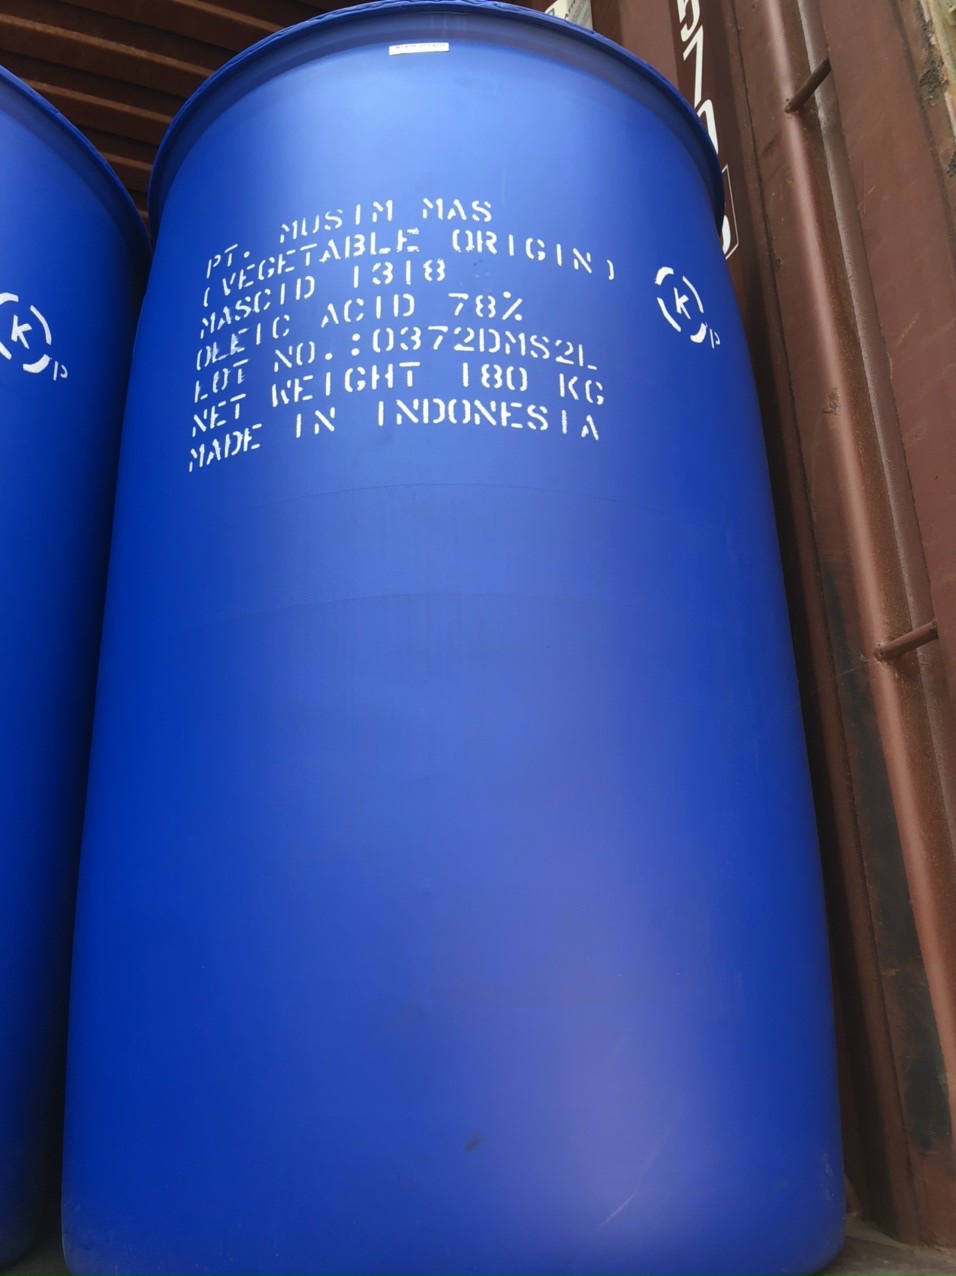 PT. MUSIM MAS
(VEGETABLE ORIGIN)
MASCID 1318
OLEIC ACID 78%
LOT NO.:0372DMS2L
NET WEIGHT 180 KG
MADE IN INDONESIA
K
P
K
P